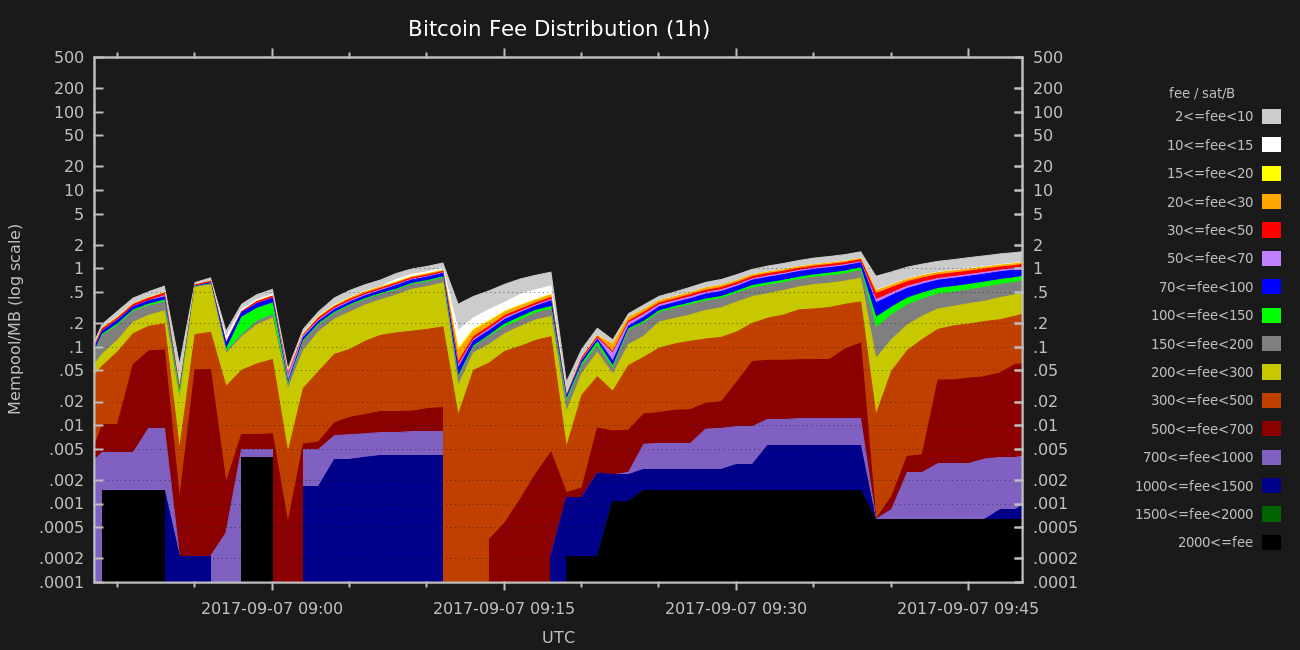 Bitcoin Fee Distribution (1h)
500
200
100
50
20
10
5
2
1
.5
.2
.1
.05
.02
.01
.005
.002
.001
.0005
.0002
.0001
Mempool/MB (log scale)
500
200
100
50
20
10
5
2
1
.5
.2
.1
.05
.02
.01
.005
.002
.001
.0005
.0002
.0001
2017-09-07 09:00
2017-09-07 09:15
2017-09-07 09:30
2017-09-07 09:45
UTC
fee / sat/B
2<=fee<10
10<=fee<15
15<=fee<20
20<=fee<30
30<=fee<50
50<=fee<70
70<=fee<100
100<=fee<150
150<=fee<200
200<=fee<300
300<=fee<500
500<=fee<700
700<=fee<1000
1000<=fee<1500
1500<=fee<2000
2000<=fee